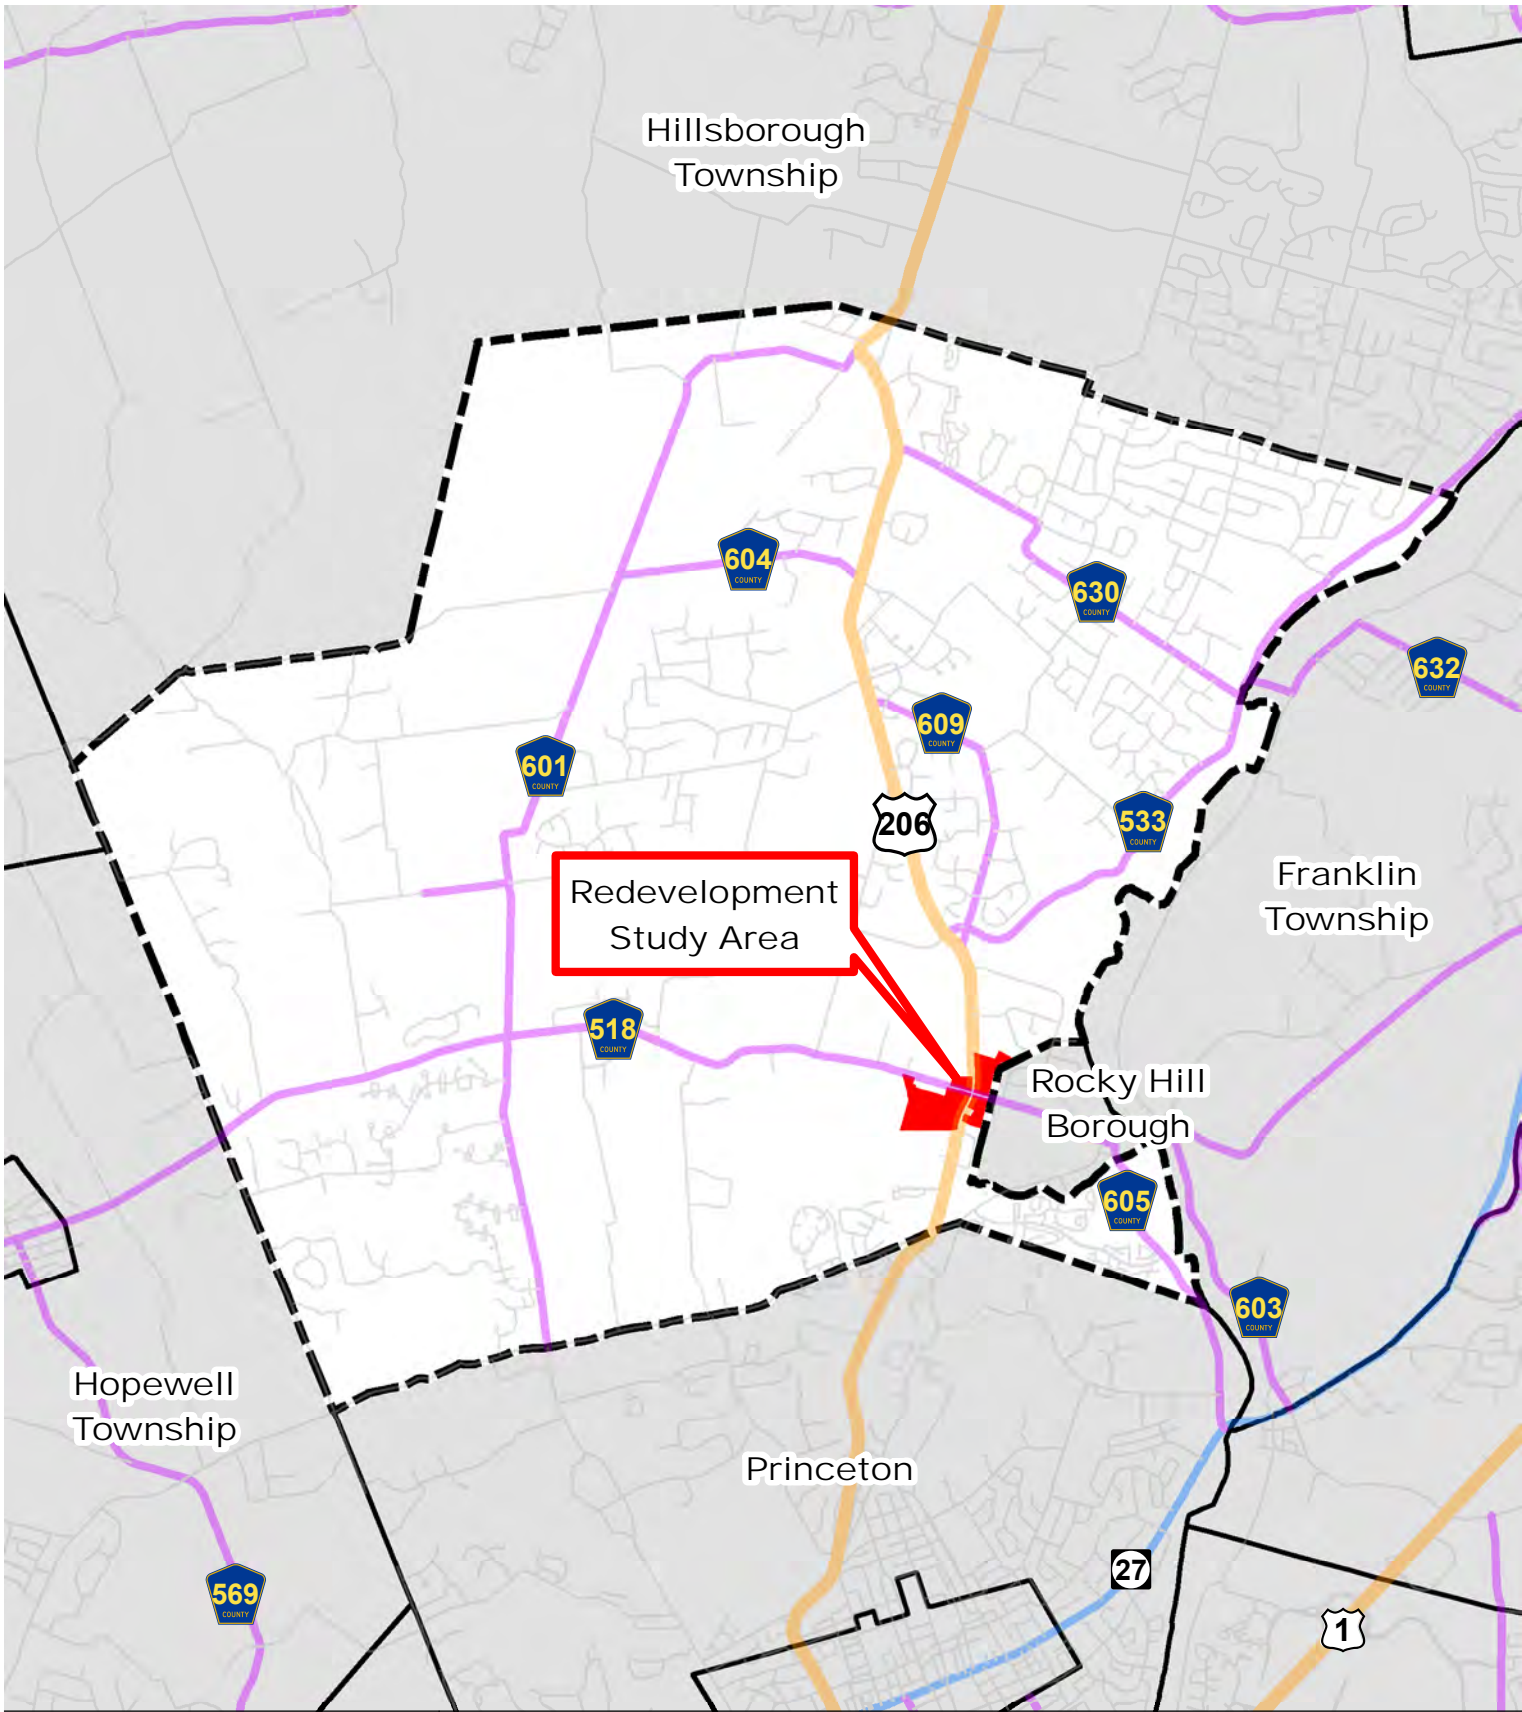 Hillsborough
Township
604
COUNTY
630
COUNTY
632
COUNTY
609
COUNTY
601
COUNTY
206
533
COUNTY
Redevelopment
Study Area
Franklin
Township
518
COUNTY
Rocky Hill
Borough
605
COUNTY
603
COUNTY
Hopewell
Township
Princeton
27
569
COUNTY
1